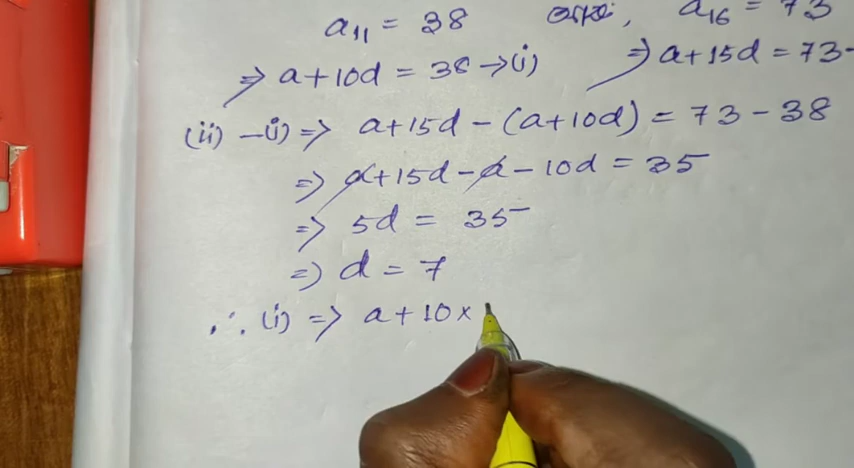 a₁₁ = 38 আৰু, a₁₆ = 73
⇒ a+10d = 38 →(i) ⇒ a+15d = 73
(ii) -(i) ⇒ a+15d - (a+10d) = 73 - 38
⇒ a+15d - a - 10d = 35
⇒ 5d = 35
⇒ d = 7
∴ (i) ⇒ a+10×